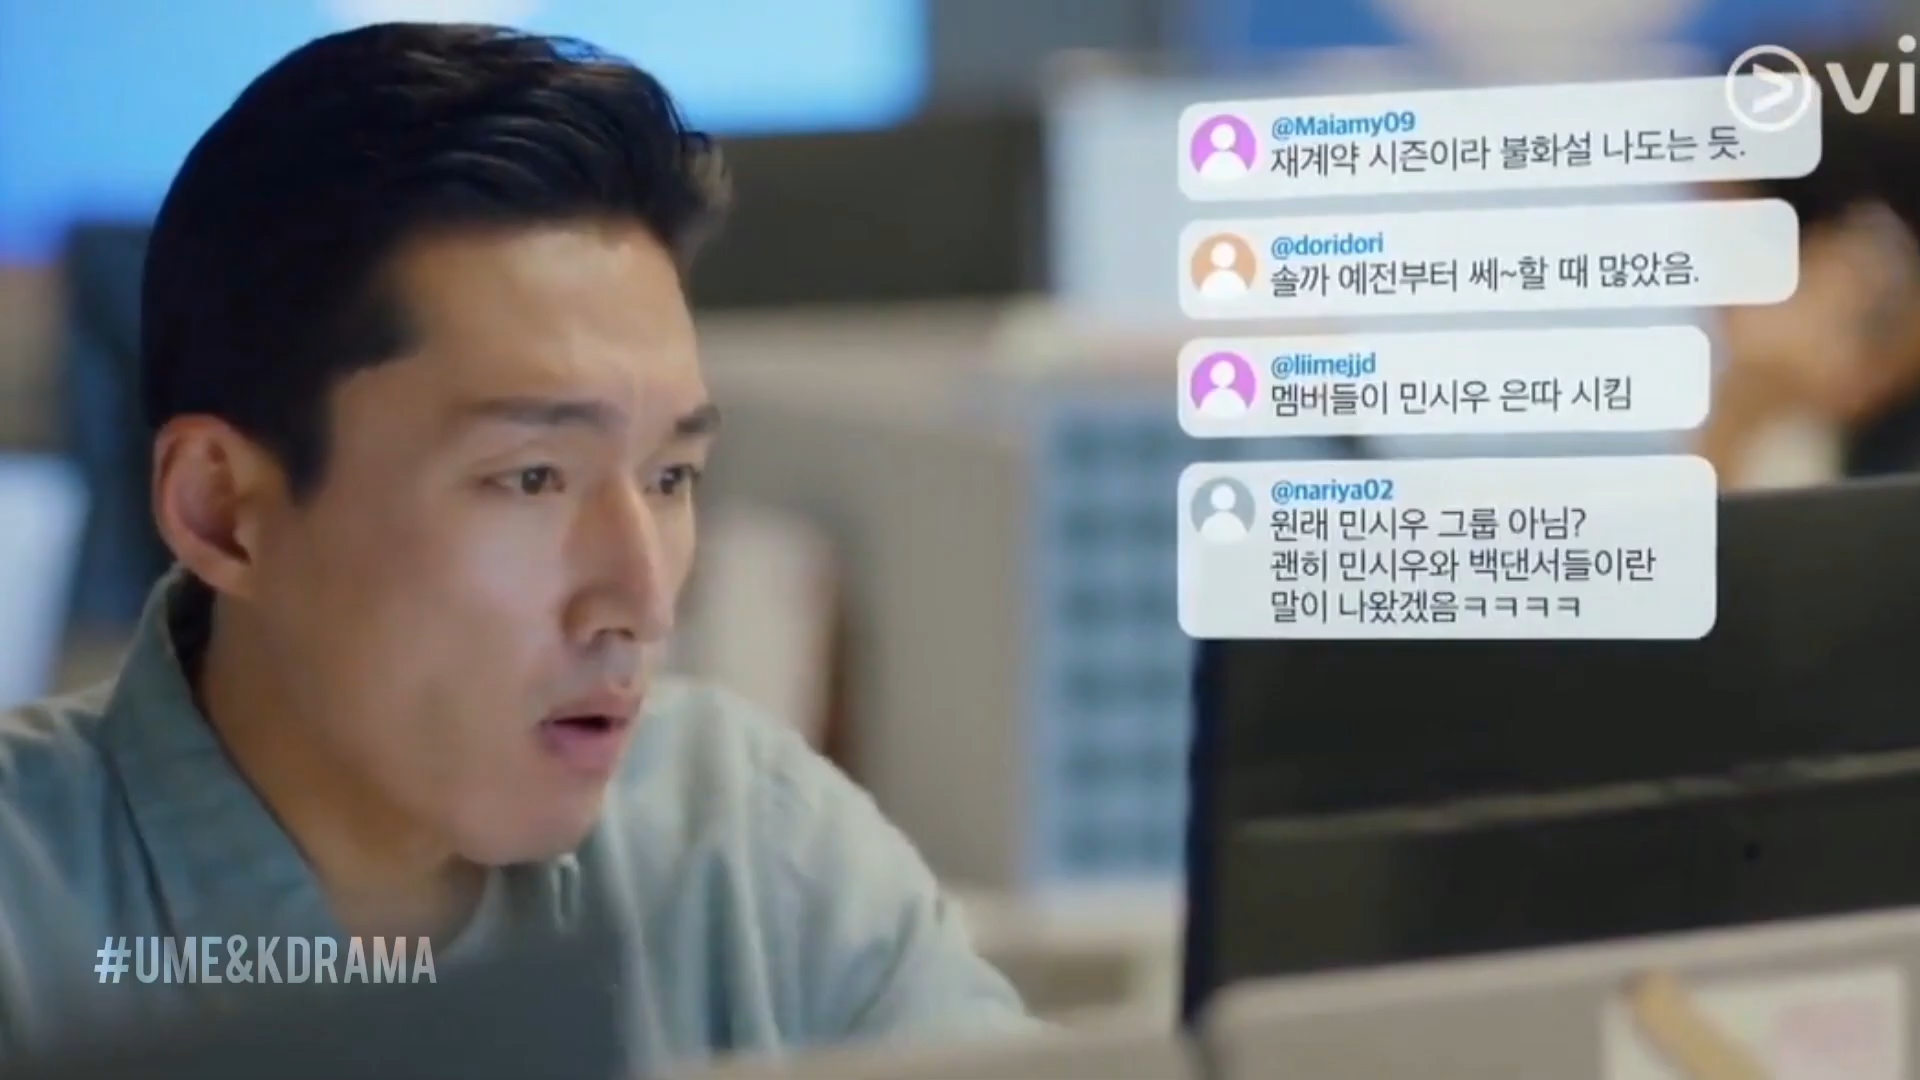 vi
@Maiamy09
재계약 시즌이라 불화설 나도는 듯.
@doridori
솔까 예전부터 쎄~할 때 많았음.
@liimejjd
멤버들이 민시우 은따 시킴
@nariya02
원래 민시우 그룹 아님?
괜히 민시우와 백댄서들이란
말이 나왔겠음ㅋㅋㅋㅋ
#UME&KDRAMA